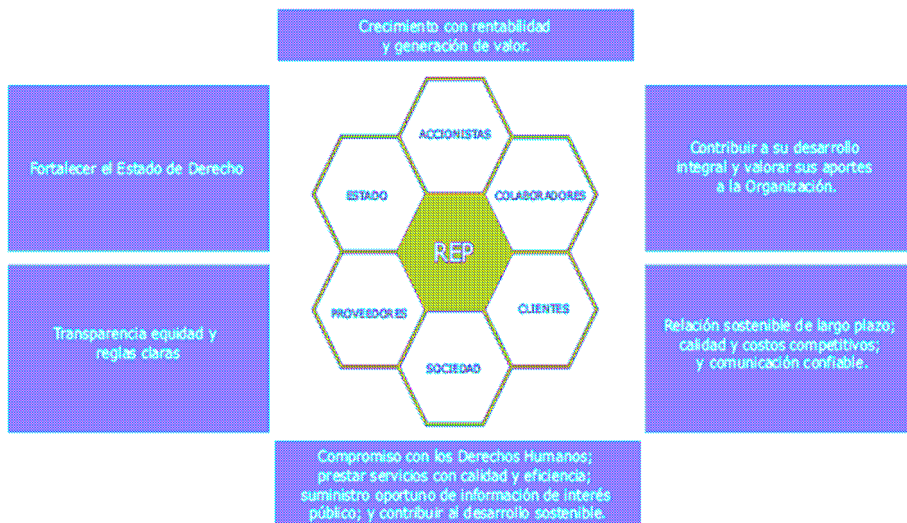 Crecimiento con rentabilidad
y generación de valor.
ACCIONISTAS
Fortalecer el Estado de Derecho
ESTADO
COLABORADORES
Contribuir a su desarrollo
integral y valorar sus aportes
a la Organización.
REP
Transparencia equidad y
reglas claras
PROVEEDORES
CLIENTES
Relación sostenible de largo plazo;
calidad y costos competitivos;
y comunicación confiable.
SOCIEDAD
Compromiso con los Derechos Humanos;
prestar servicios con calidad y eficiencia;
suministro oportuno de información de interés
público; y contribuir al desarrollo sostenible.